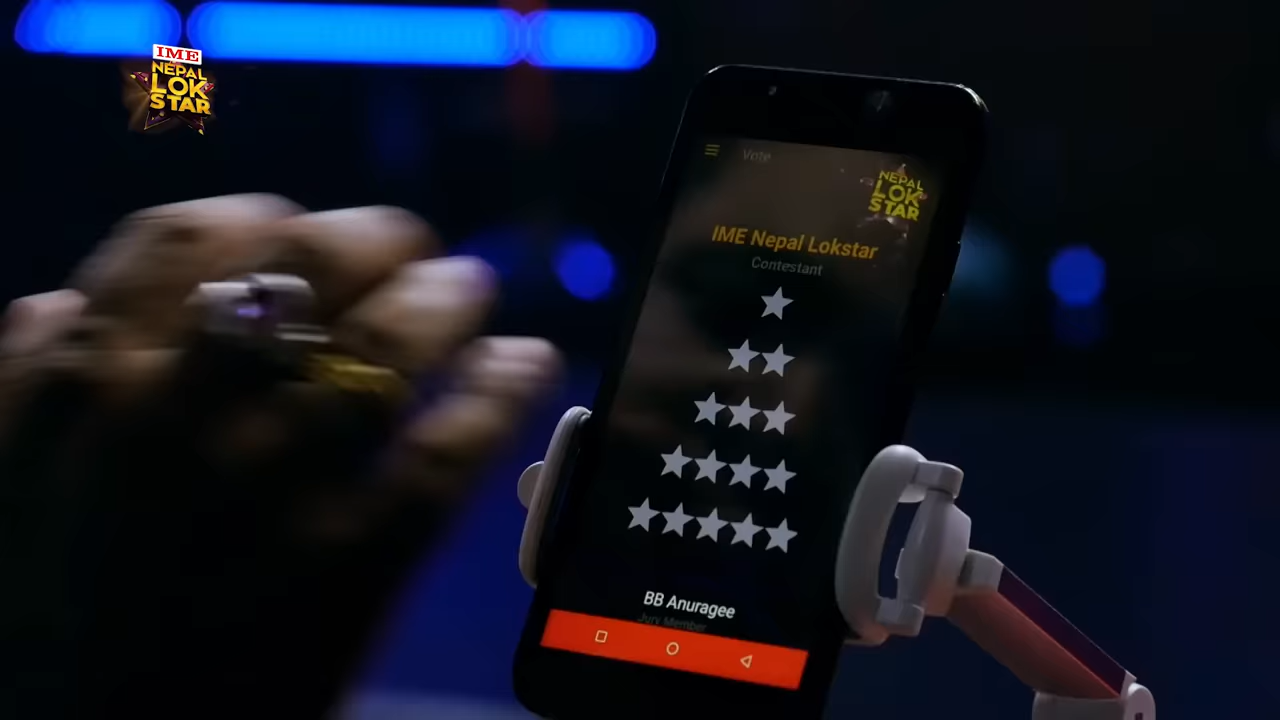 IME
NEPAL
LOK
STAR
Vote
NEPAL
LOK
STAR
IME Nepal Lokstar
Contestant
BB Anuragee
Jury Member